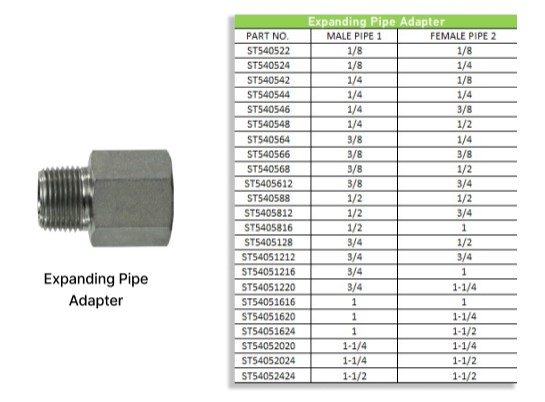 Expanding Pipe
Adapter
Expanding Pipe Adapter
PART NO. MALE PIPE 1 FEMALE PIPE 2
ST540522 1/8 1/8
ST540524 1/8 1/4
ST540542 1/4 1/8
ST540544 1/4 1/4
ST540546 1/4 3/8
ST540548 1/4 1/2
ST540564 3/8 1/4
ST540566 3/8 3/8
ST540568 3/8 1/2
ST5405612 3/8 3/4
ST540588 1/2 1/2
ST5405812 1/2 3/4
ST5405816 1/2 1
ST5405128 3/4 1/2
ST54051212 3/4 3/4
ST54051216 3/4 1
ST54051220 3/4 1-1/4
ST54051616 1 1
ST54051620 1 1-1/4
ST54051624 1 1-1/2
ST54052020 1-1/4 1-1/4
ST54052024 1-1/4 1-1/2
ST54052424 1-1/2 1-1/2